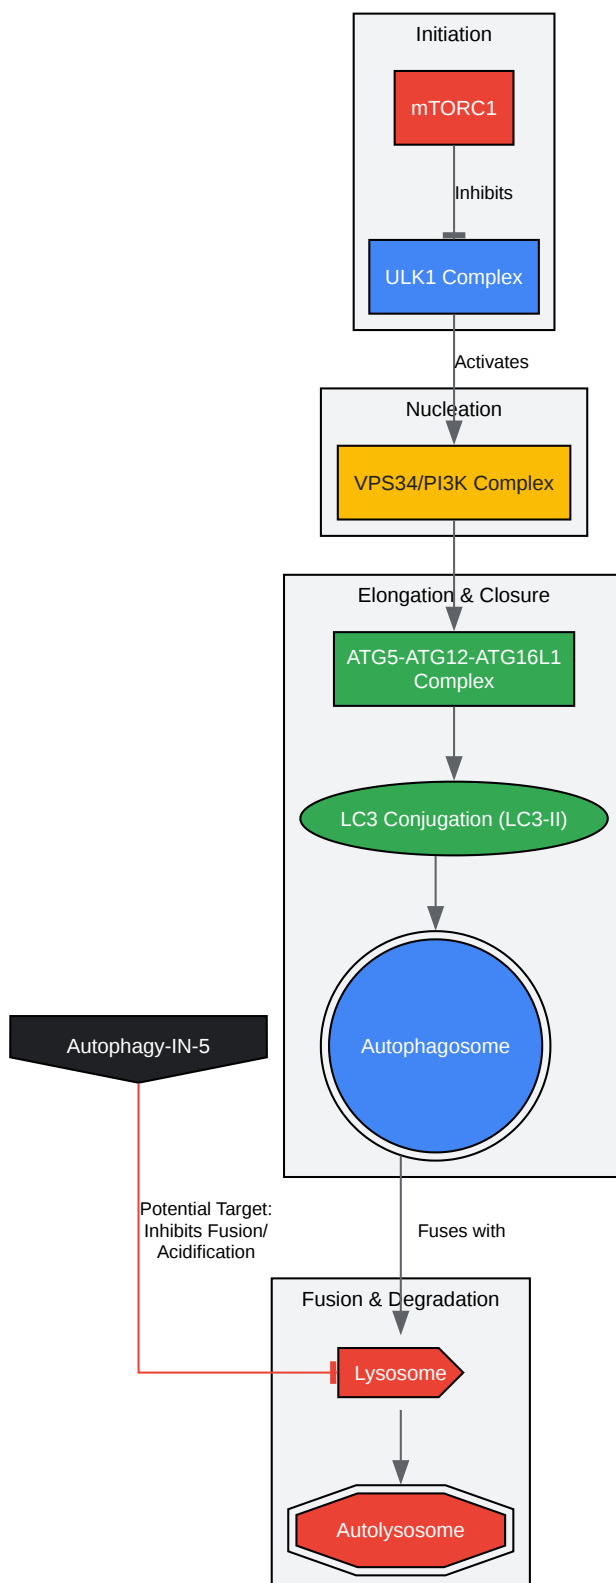 Initiation
mTORC1
Inhibits
ULK1 Complex
Activates
Nucleation
VPS34/PI3K Complex
Elongation & Closure
ATG5-ATG12-ATG16L1
Complex
LC3 Conjugation (LC3-II)
Autophagy-IN-5
Autophagosome
Potential Target:
Inhibits Fusion/
Acidification
Fuses with
Fusion & Degradation
Lysosome
Autolysosome